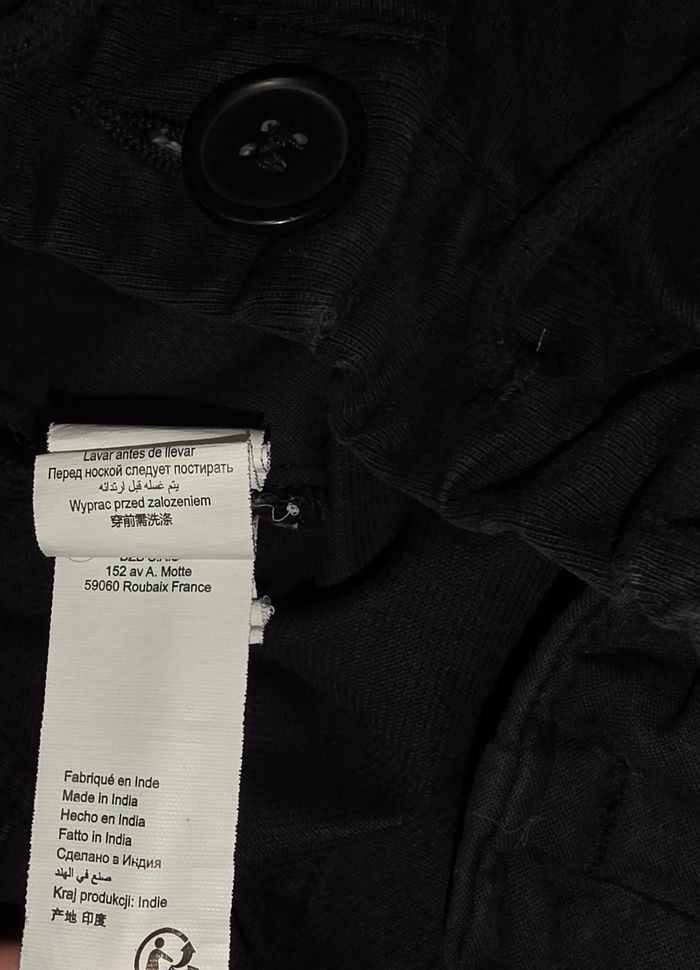 Lavar antes de llevar
Перед ноской следует постирать
يتم غسله قبل ارتدائه
Wyprac przed zalozeniem
穿前需洗涤
152 av A. Motte
59060 Roubaix France
Fabriqué en Inde
Made in India
Hecho en India
Fatto in India
Сделано в Индия
صنع في الهند
Kraj produkcji: Indie
产地 印度